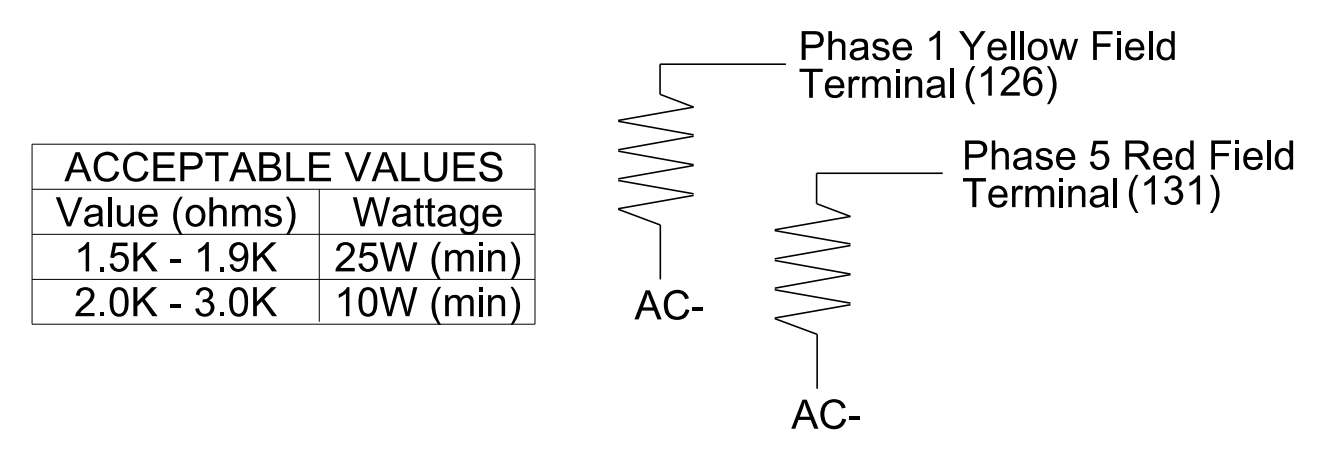 ACCEPTABLE VALUES
Value (ohms) Wattage
1.5K - 1.9K 25W (min)
2.0K - 3.0K 10W (min)
Phase 1 Yellow Field
Terminal (126)
AC-
Phase 5 Red Field
Terminal (131)
AC-